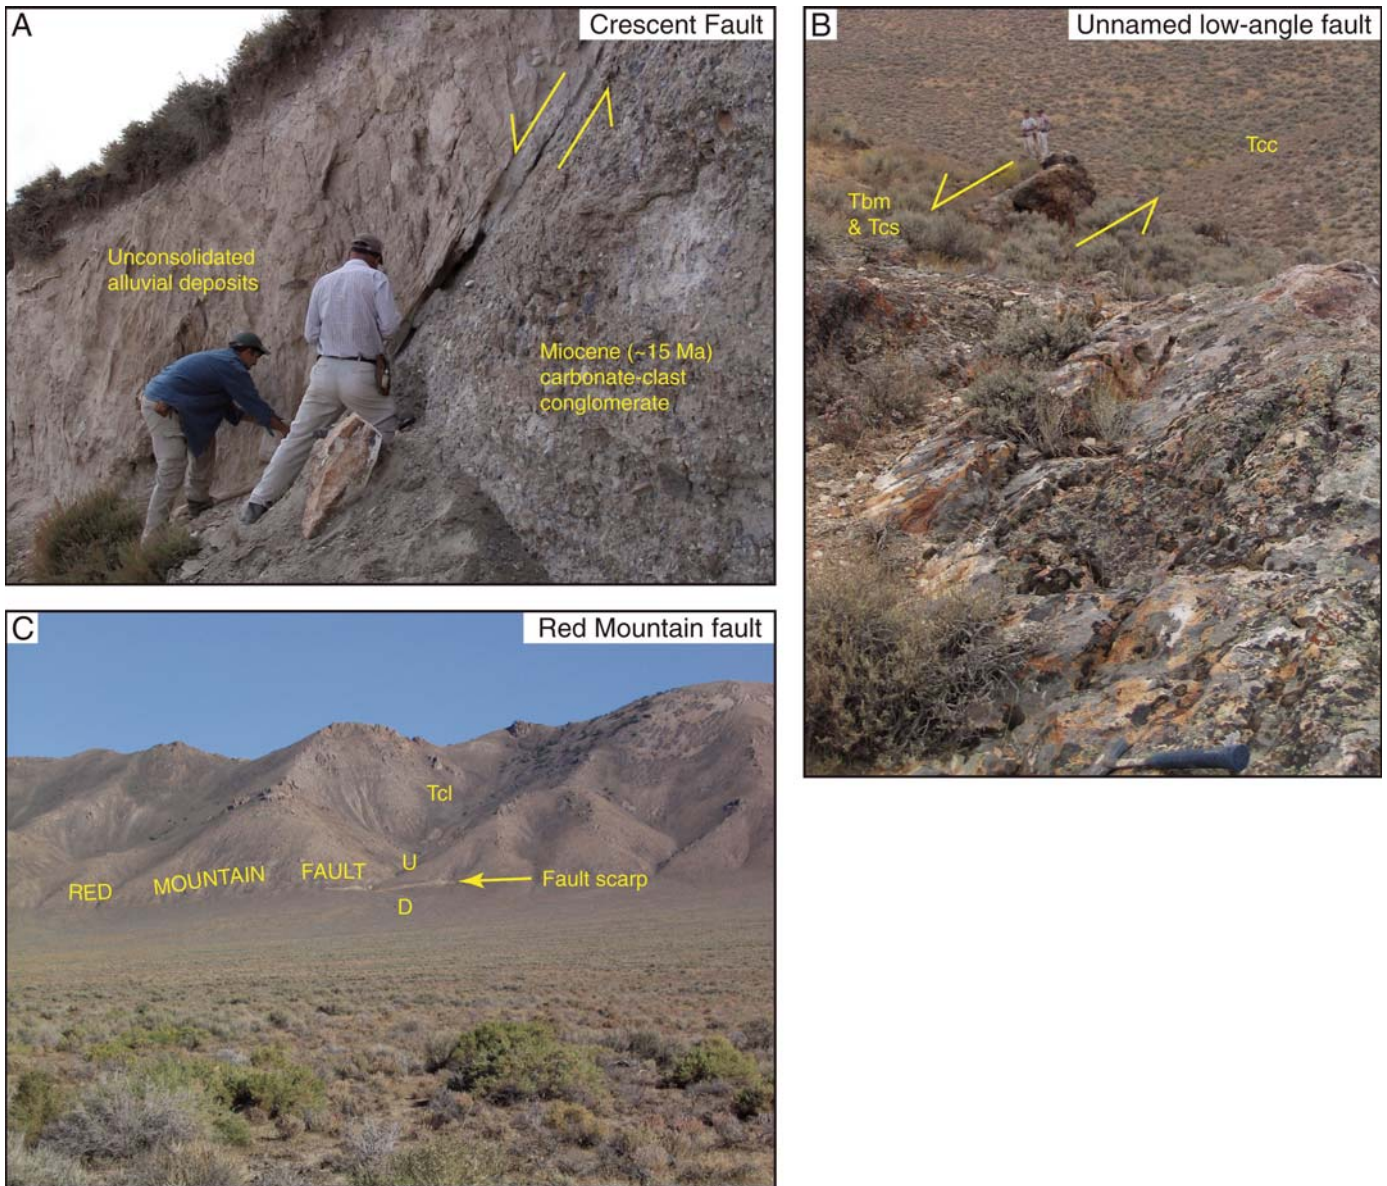 A
Crescent Fault
Unconsolidated
alluvial deposits
Miocene (~15 Ma)
carbonate-clast
conglomerate
B
Unnamed low-angle fault
Tcc
Tbm
& Tcs
C
Red Mountain fault
Tcl
RED MOUNTAIN FAULT
U
Fault scarp
D